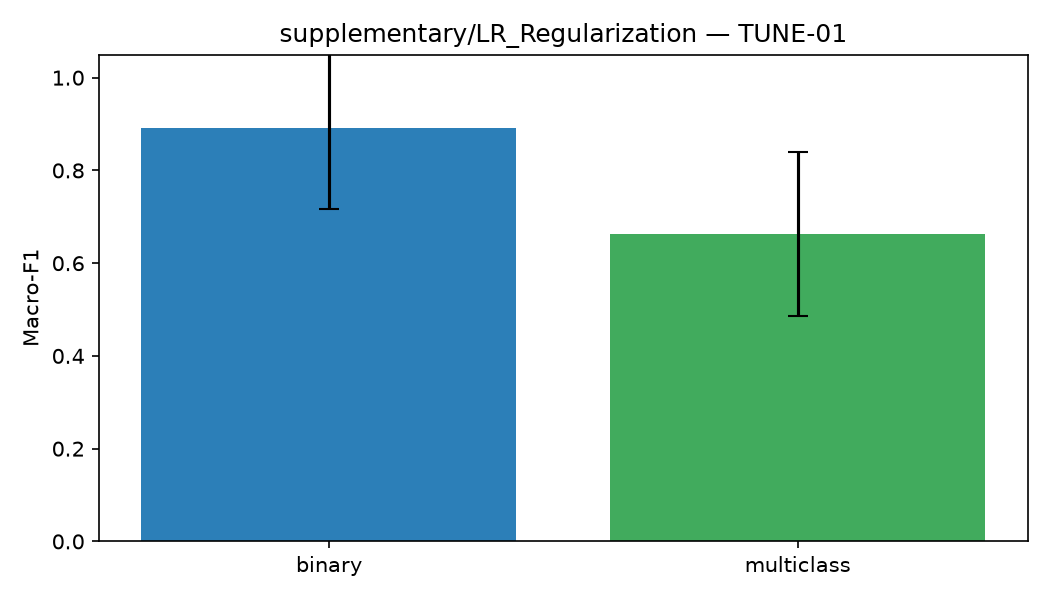 supplementary/LR_Regularization — TUNE-01
Macro-F1
1.0
0.8
0.6
0.4
0.2
0.0
binary
multiclass